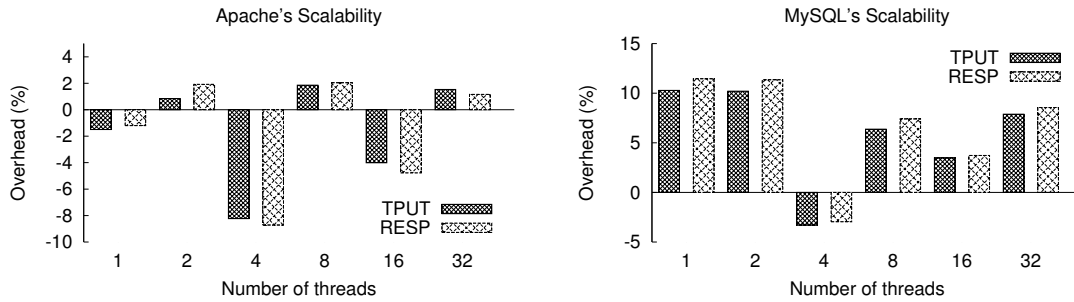 Apache's Scalability
4
2
0
-2
-4
-6
-8
-10
Overhead (%)
TPUT
RESP
1 2 4 8 16 32
Number of threads
MySQL's Scalability
15
10
5
0
-5
Overhead (%)
TPUT
RESP
1 2 4 8 16 32
Number of threads